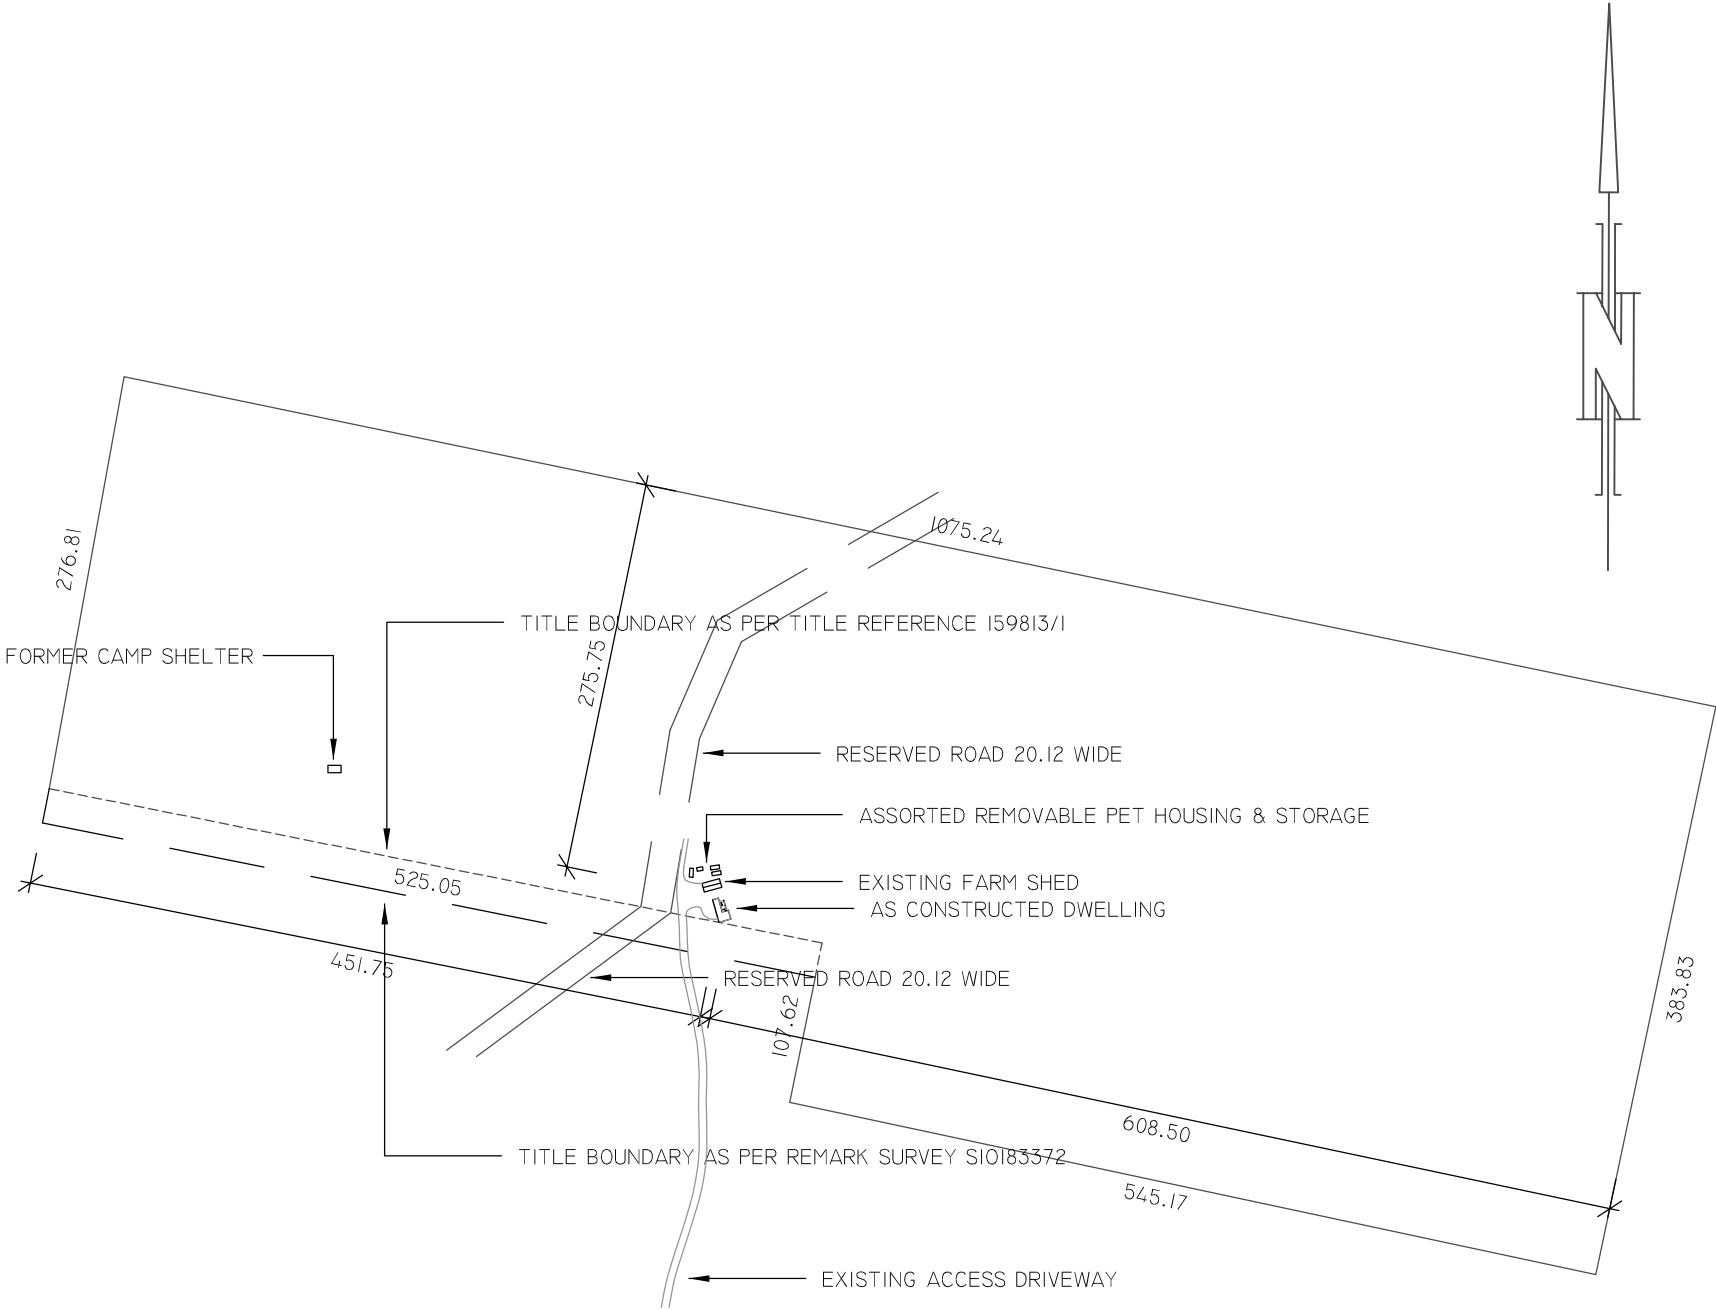 N
1075.24
276.81
TITLE BOUNDARY AS PER TITLE REFERENCE 159813/1
FORMER CAMP SHELTER
275.75
RESERVED ROAD 20.12 WIDE
ASSORTED REMOVABLE PET HOUSING & STORAGE
525.05
EXISTING FARM SHED
AS CONSTRUCTED DWELLING
451.75
RESERVED ROAD 20.12 WIDE
383.83
107.62
608.50
TITLE BOUNDARY AS PER REMARK SURVEY S10183372
545.17
EXISTING ACCESS DRIVEWAY